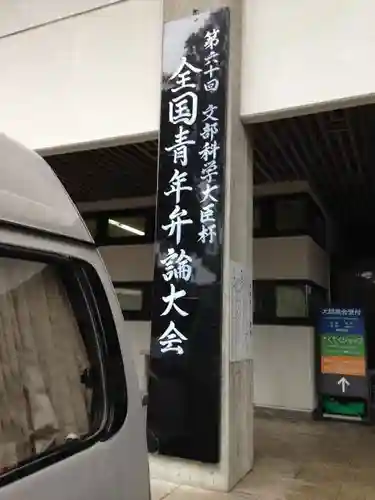 第六十回 文部科学大臣杯
全国青年弁論大会